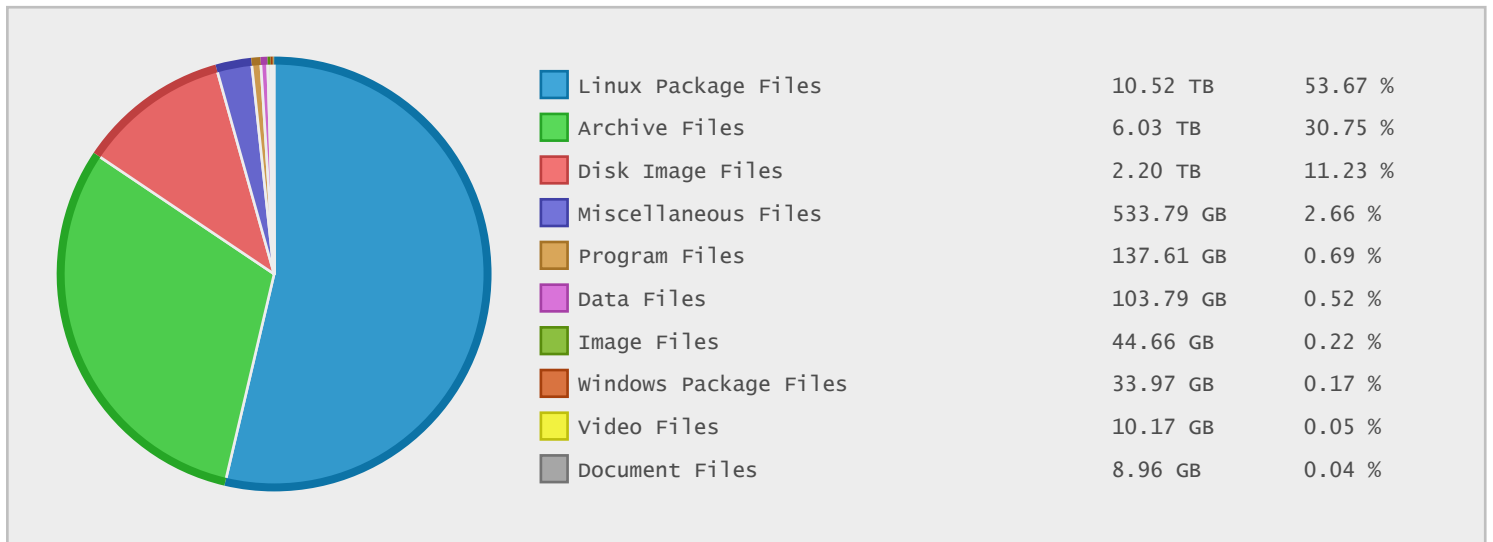 Linux Package Files 10.52 TB 53.67 %
Archive Files 6.03 TB 30.75 %
Disk Image Files 2.20 TB 11.23 %
Miscellaneous Files 533.79 GB 2.66 %
Program Files 137.61 GB 0.69 %
Data Files 103.79 GB 0.52 %
Image Files 44.66 GB 0.22 %
Windows Package Files 33.97 GB 0.17 %
Video Files 10.17 GB 0.05 %
Document Files 8.96 GB 0.04 %